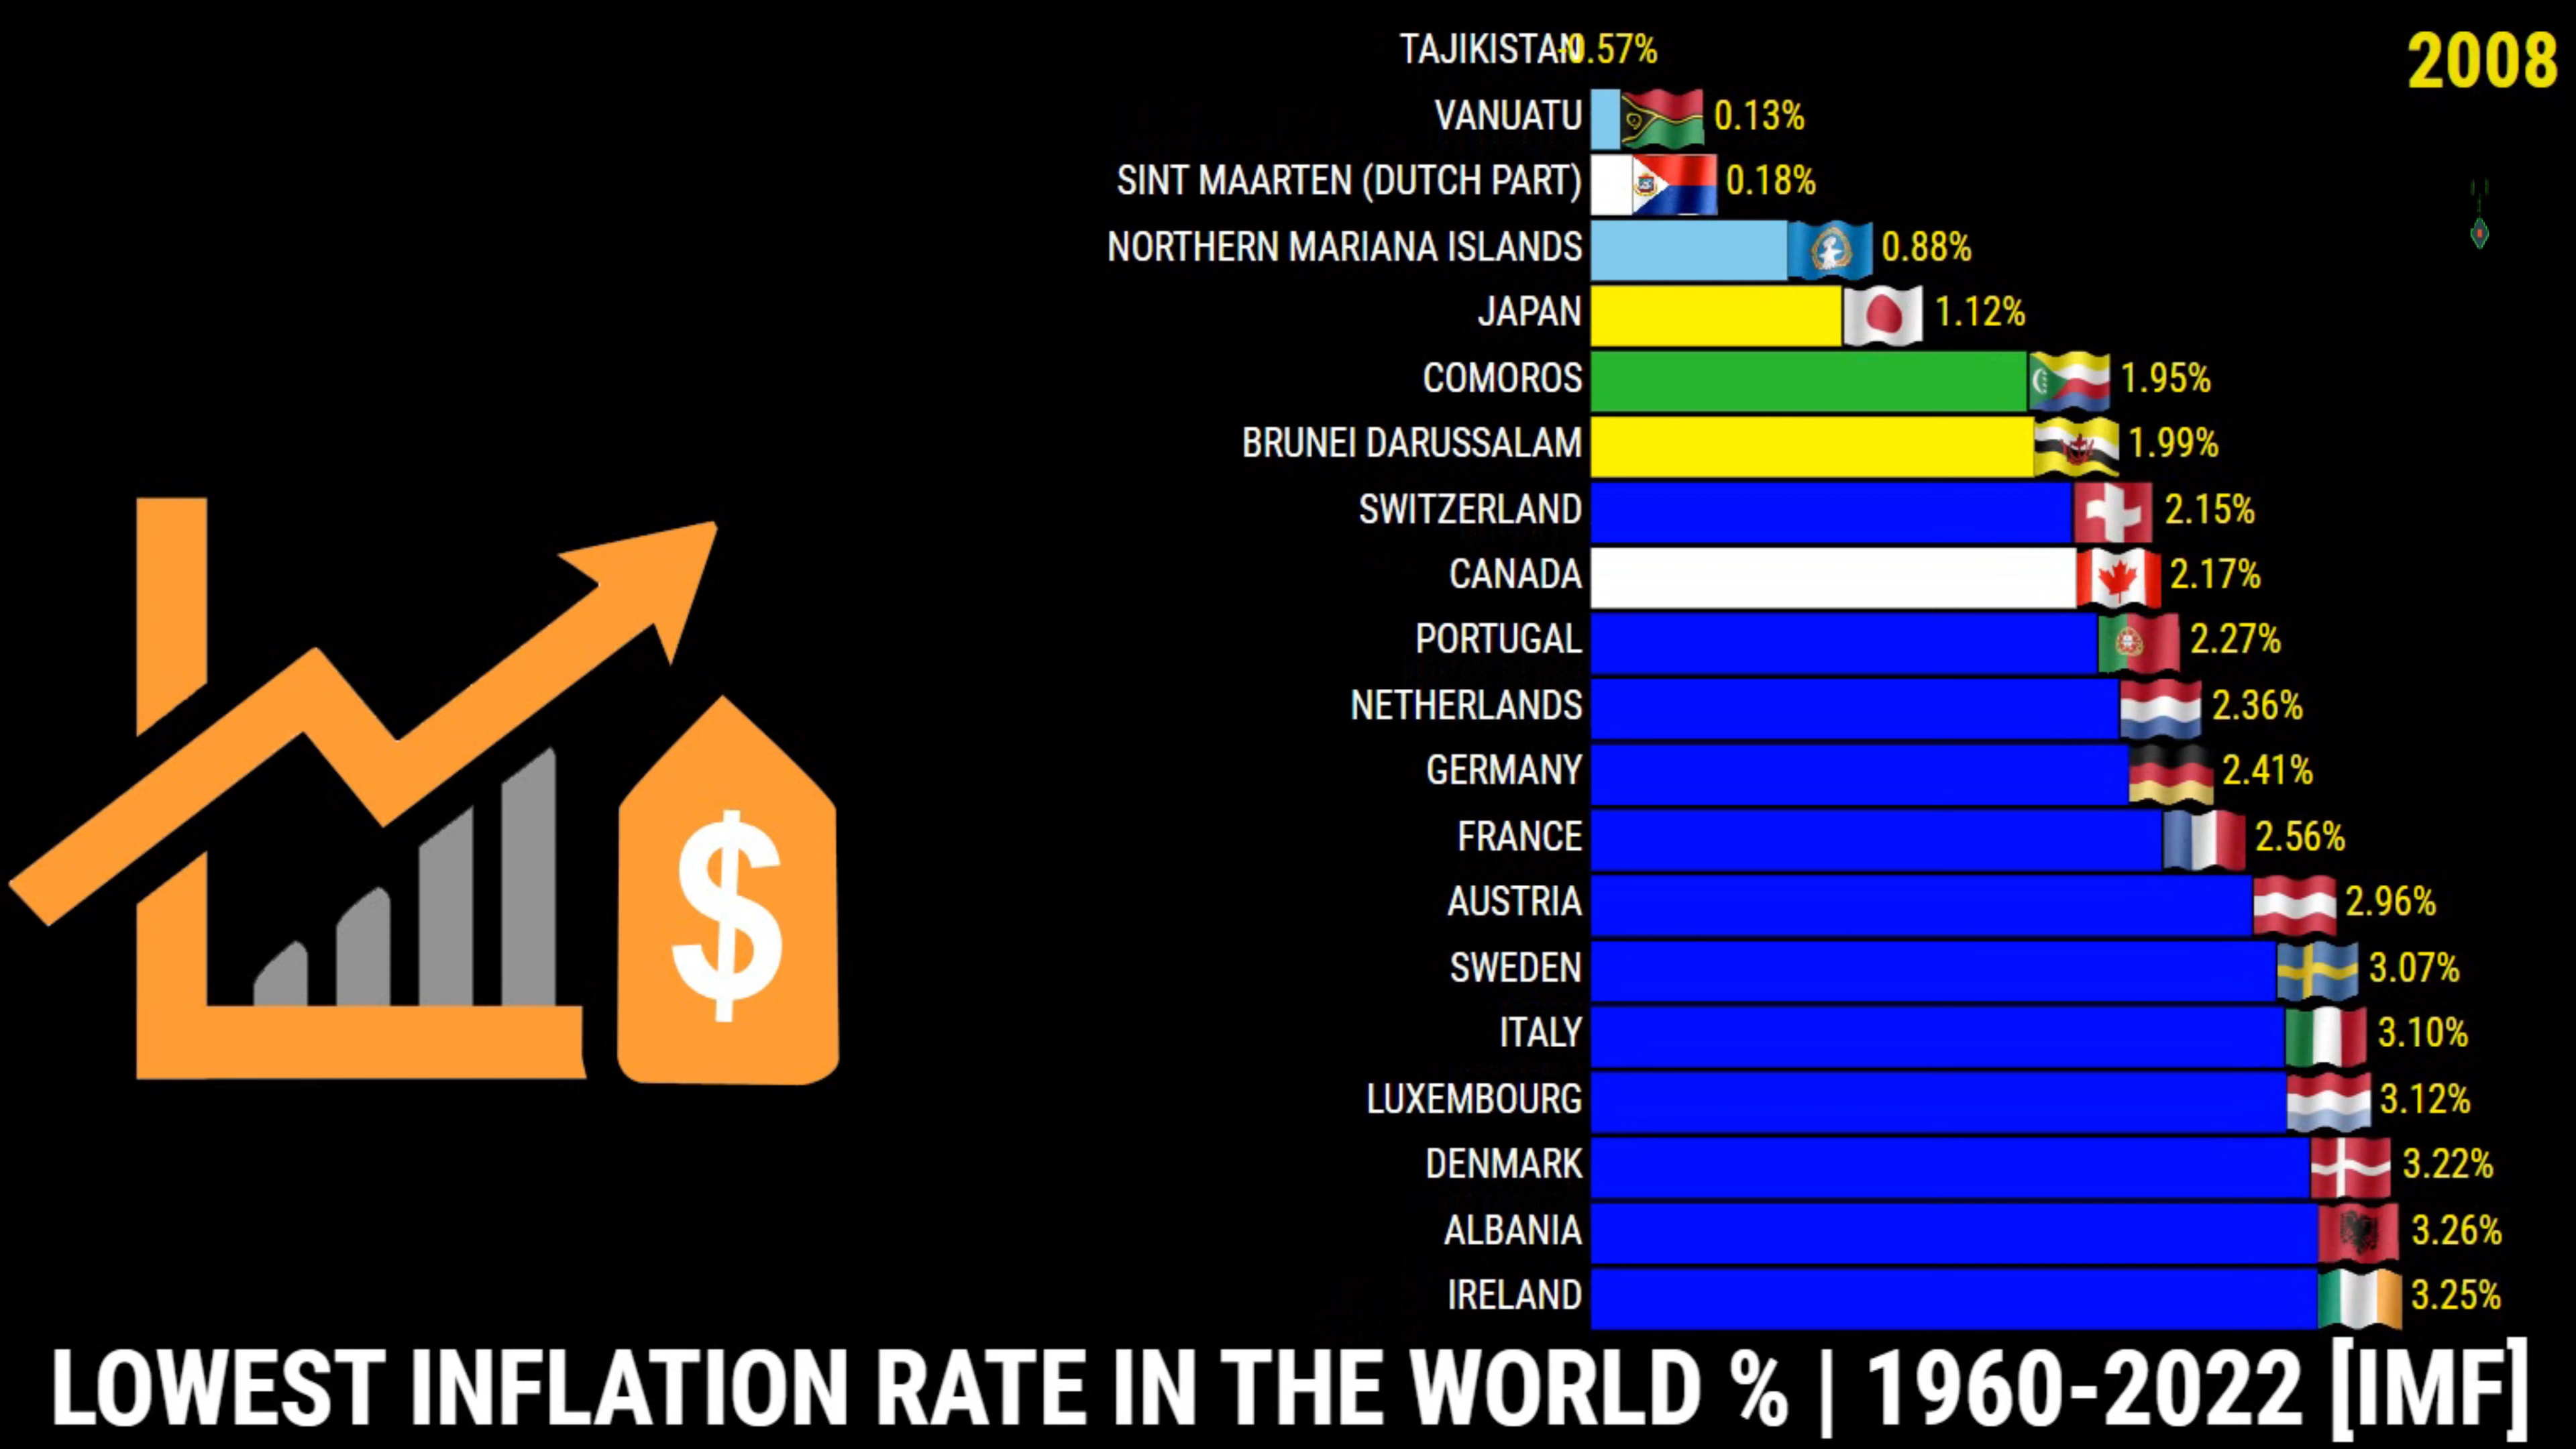 2008
TAJIKISTAN -0.57%
VANUATU 0.13%
SINT MAARTEN (DUTCH PART) 0.18%
NORTHERN MARIANA ISLANDS 0.88%
JAPAN 1.12%
COMOROS 1.95%
BRUNEI DARUSSALAM 1.99%
SWITZERLAND 2.15%
CANADA 2.17%
PORTUGAL 2.27%
NETHERLANDS 2.36%
GERMANY 2.41%
FRANCE 2.56%
AUSTRIA 2.96%
SWEDEN 3.07%
ITALY 3.10%
LUXEMBOURG 3.12%
DENMARK 3.22%
ALBANIA 3.26%
IRELAND 3.25%
$
LOWEST INFLATION RATE IN THE WORLD % | 1960-2022 [IMF]